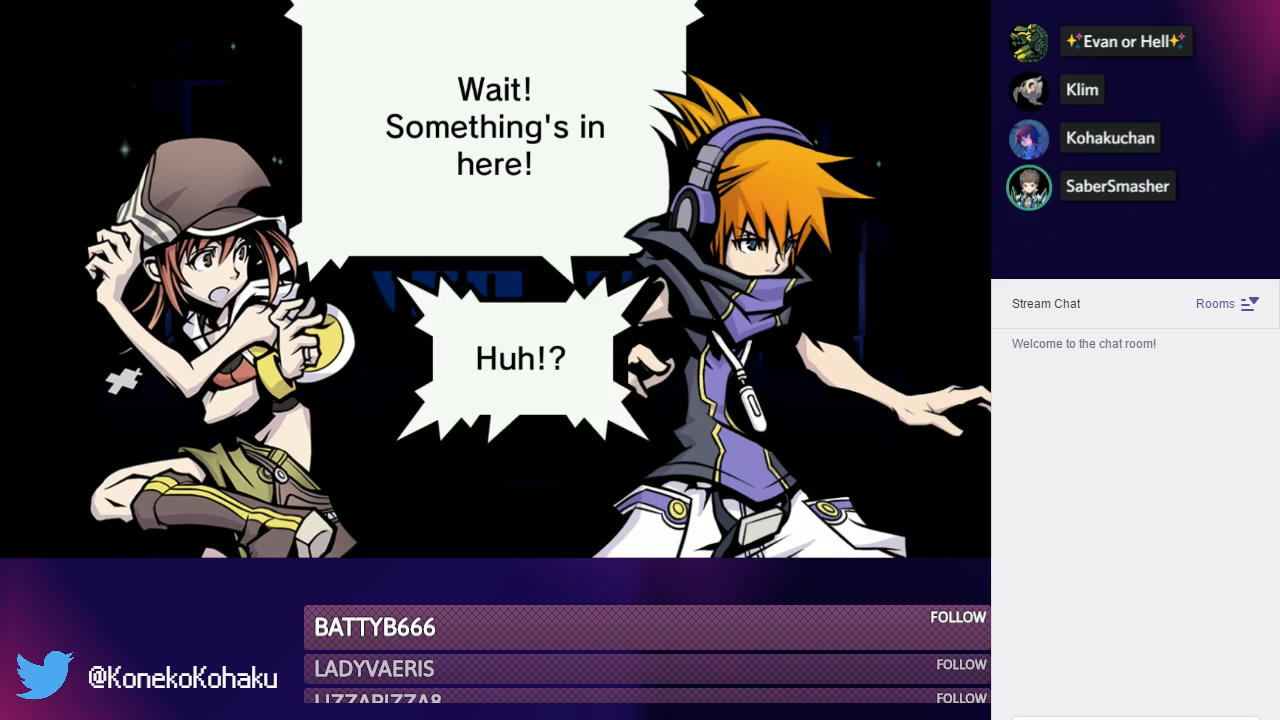 Wait!
Something's in
here!
Huh!?
✨Evan or Hell✨
Klim
Kohakuchan
SaberSmasher
Stream Chat
Rooms
Welcome to the chat room!
BATTYB666
FOLLOW
LADYVAERIS
FOLLOW
LIZZAPIZZA8
FOLLOW
@KonekoKohaku